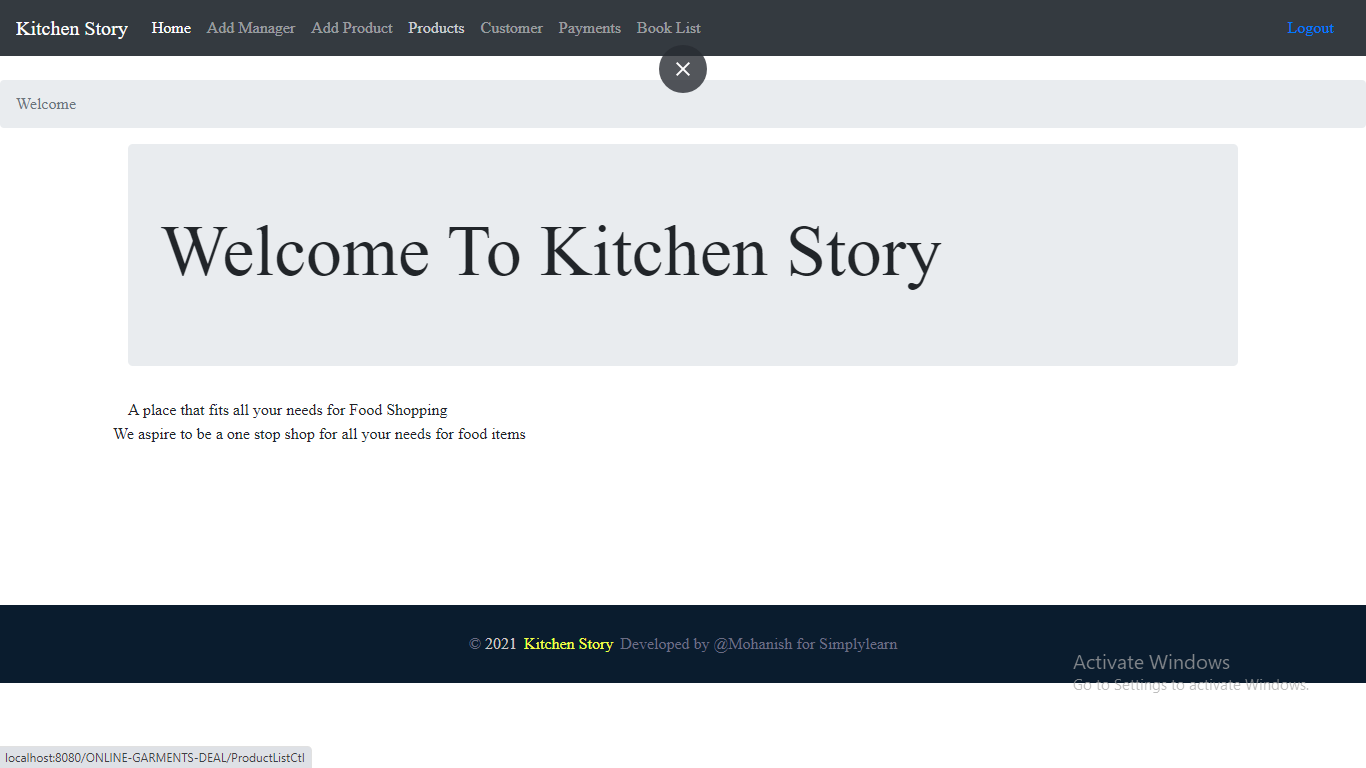 Kitchen Story Home Add Manager Add Product Products Customer Payments Book List Logout
Welcome
Welcome To Kitchen Story
A place that fits all your needs for Food Shopping
We aspire to be a one stop shop for all your needs for food items
© 2021 Kitchen Story Developed by @Mohanish for Simplylearn
Activate Windows
Go to Settings to activate Windows.
localhost:8080/ONLINE-GARMENTS-DEAL/ProductListCtl